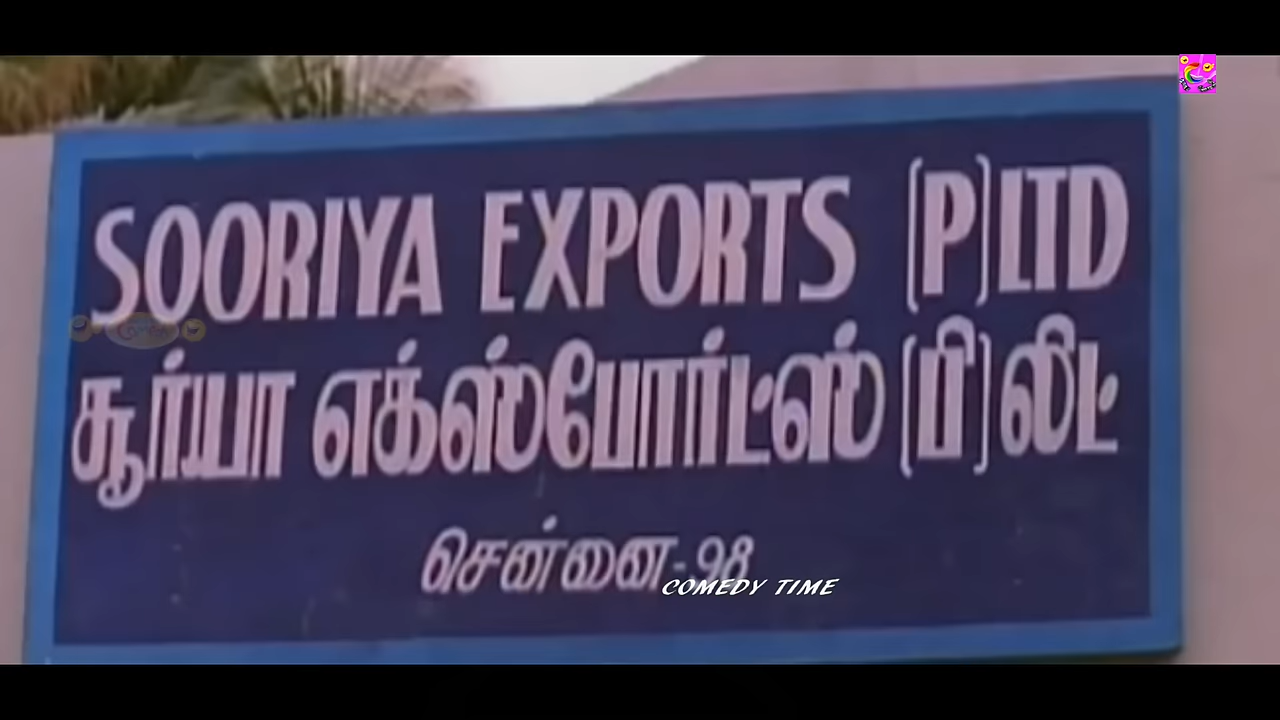 SOORIYA EXPORTS (P) LTD
சூர்யா எக்ஸ்போர்ட்ஸ் (பி) லிட்
சென்னை-98
COMEDY TIME